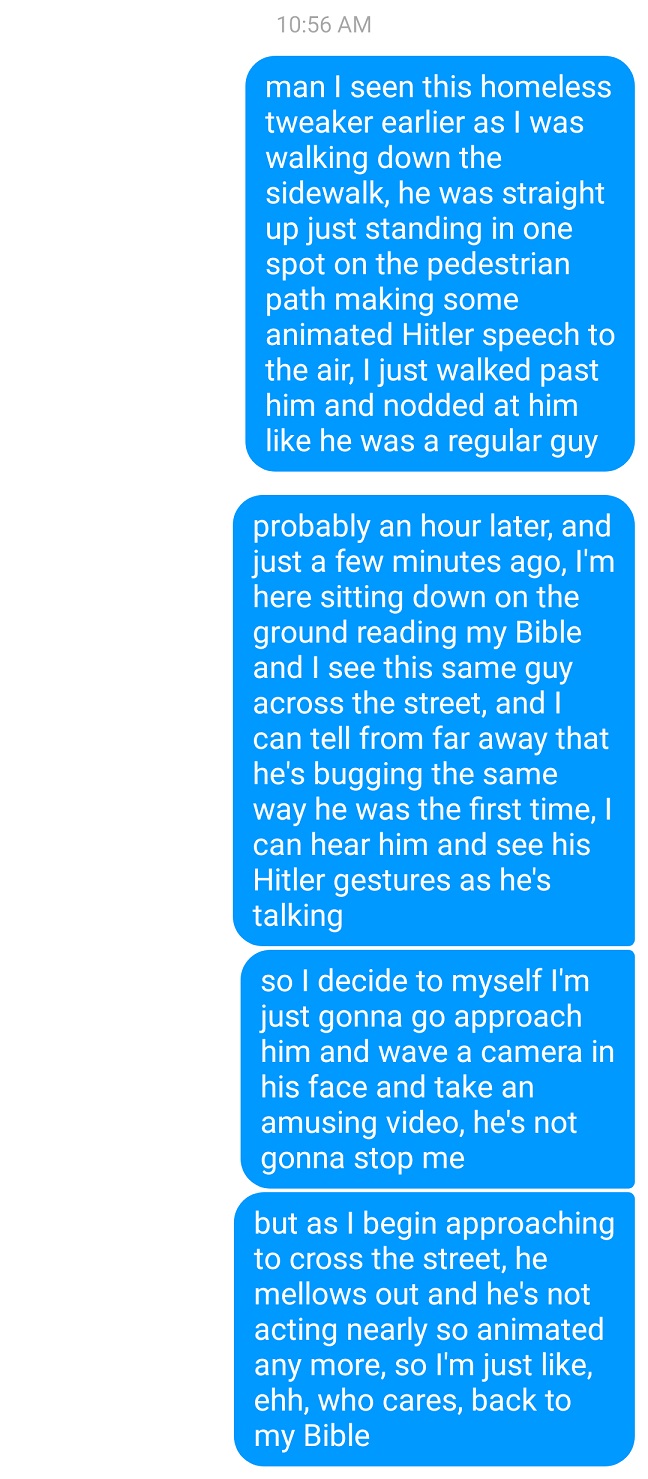 10:56 AM
man I seen this homeless
tweaker earlier as I was
walking down the
sidewalk, he was straight
up just standing in one
spot on the pedestrian
path making some
animated Hitler speech to
the air, I just walked past
him and nodded at him
like he was a regular guy
probably an hour later, and
just a few minutes ago, I'm
here sitting down on the
ground reading my Bible
and I see this same guy
across the street, and I
can tell from far away that
he's bugging the same
way he was the first time, I
can hear him and see his
Hitler gestures as he's
talking
so I decide to myself I'm
just gonna go approach
him and wave a camera in
his face and take an
amusing video, he's not
gonna stop me
but as I begin approaching
to cross the street, he
mellows out and he's not
acting nearly so animated
any more, so I'm just like,
ehh, who cares, back to
my Bible